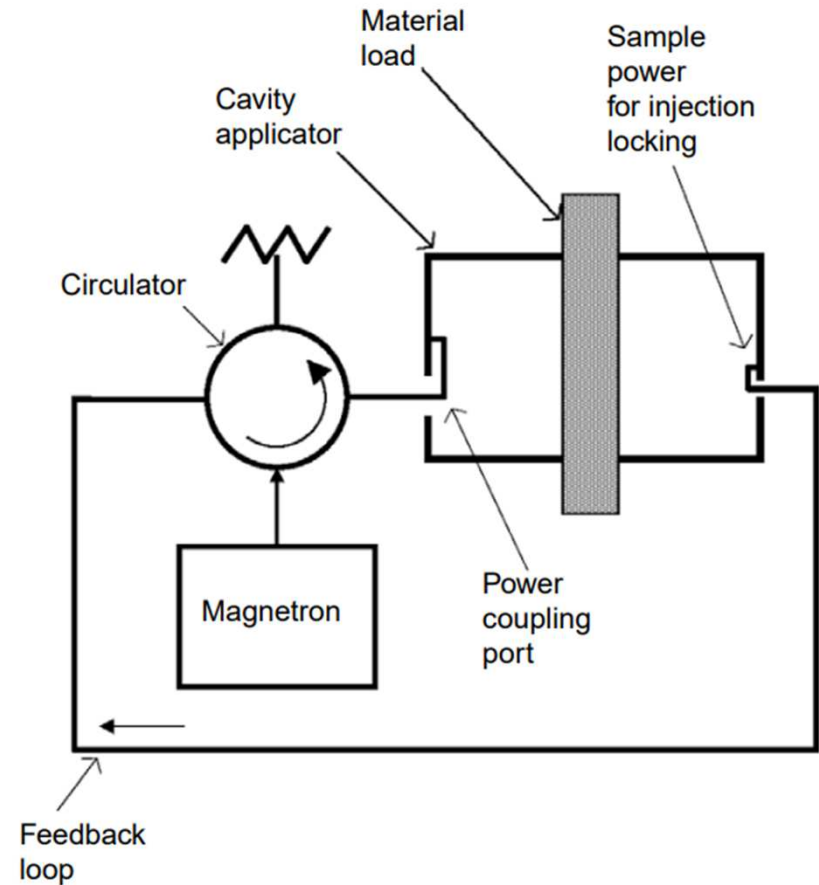 Material
load
Sample
power
for injection
locking
Cavity
applicator
Circulator
Magnetron
Power
coupling
port
Feedback
loop